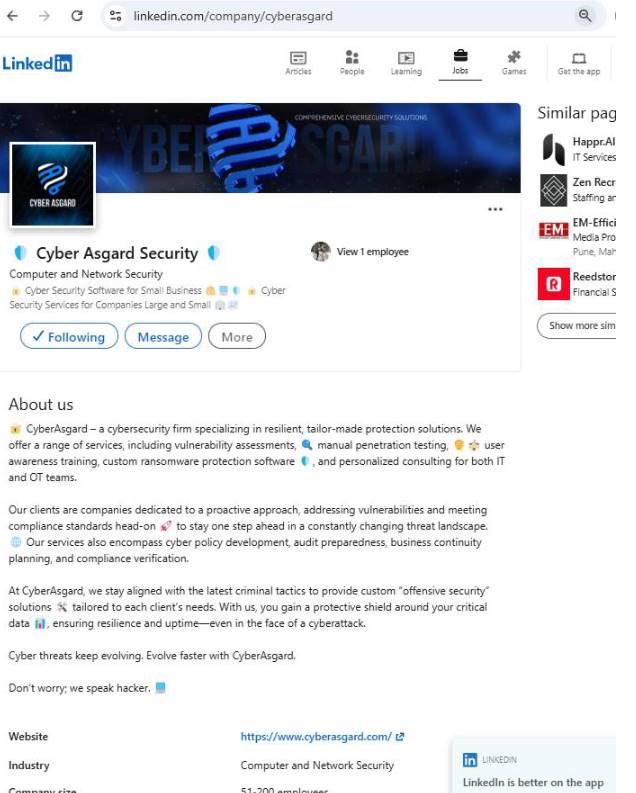 linkedin.com/company/cyberasgard
Linkedin
Articles
People
Learning
Jobs
Games
Get the app
COMPREHENSIVE CYBERSECURITY SOLUTIONS
CYBER ASGARD
Similar pag
Happr.AI
IT Services
Zen Recr
Staffing an
EM-Effici
Media Pro
Pune, Mah
Reedstor
Financial S
Show more sim
Cyber Asgard Security
View 1 employee
Computer and Network Security
Cyber Security Software for Small Business Cyber
Security Services for Companies Large and Small
Following
Message
More
About us
CyberAsgard – a cybersecurity firm specializing in resilient, tailor-made protection solutions. We
offer a range of services, including vulnerability assessments, 🔍 manual penetration testing, user
awareness training, custom ransomware protection software, and personalized consulting for both IT
and OT teams.
Our clients are companies dedicated to a proactive approach, addressing vulnerabilities and meeting
compliance standards head-on 🚀 to stay one step ahead in a constantly changing threat landscape.
🌐 Our services also encompass cyber policy development, audit preparedness, business continuity
planning, and compliance verification.
At CyberAsgard, we stay aligned with the latest criminal tactics to provide custom “offensive security”
solutions 🛠 tailored to each client’s needs. With us, you gain a protective shield around your critical
data 📊, ensuring resilience and uptime—even in the face of a cyberattack.
Cyber threats keep evolving. Evolve faster with CyberAsgard.
Don’t worry; we speak hacker.
Website
https://www.cyberasgard.com/
Industry
Computer and Network Security
Company size
51-200 employees
LINKEDIN
LinkedIn is better on the app